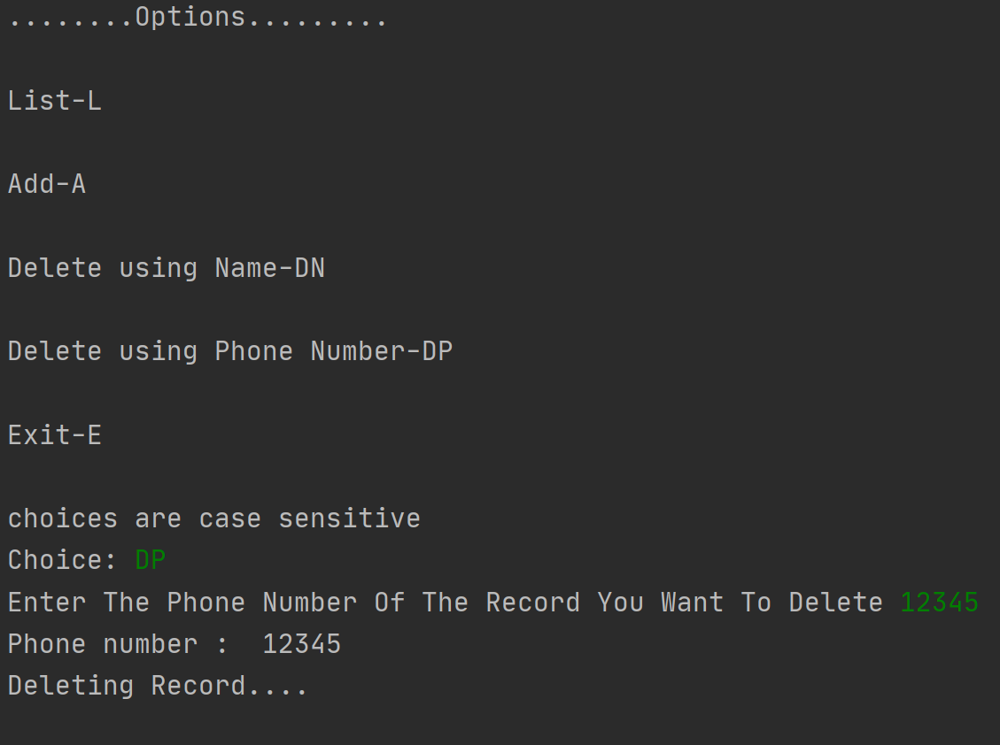 ........Options.........
List-L
Add-A
Delete using Name-DN
Delete using Phone Number-DP
Exit-E
choices are case sensitive
Choice: DP
Enter The Phone Number Of The Record You Want To Delete 12345
Phone number :  12345
Deleting Record....